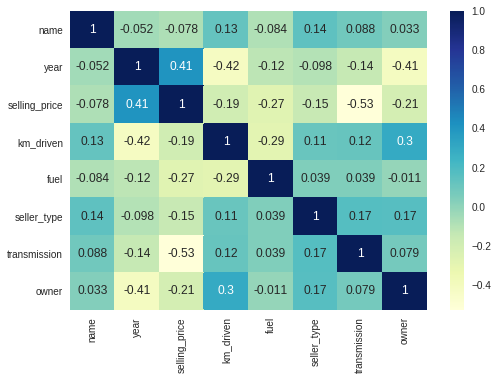 name 1 -0.052 -0.078 0.13 -0.084 0.14 0.088 0.033
year -0.052 1 0.41 -0.42 -0.12 -0.098 -0.14 -0.41
selling_price -0.078 0.41 1 -0.19 -0.27 -0.15 -0.53 -0.21
km_driven 0.13 -0.42 -0.19 1 -0.29 0.11 0.12 0.3
fuel -0.084 -0.12 -0.27 -0.29 1 0.039 0.039 -0.011
seller_type 0.14 -0.098 -0.15 0.11 0.039 1 0.17 0.17
transmission 0.088 -0.14 -0.53 0.12 0.039 0.17 1 0.079
owner 0.033 -0.41 -0.21 0.3 -0.011 0.17 0.079 1
name year selling_price km_driven fuel seller_type transmission owner
1.0
0.8
0.6
0.4
0.2
0.0
−0.2
−0.4